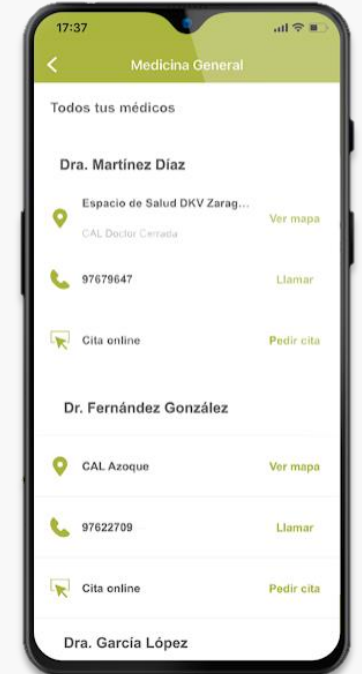 17:37
Medicina General
Todos tus médicos
Dra. Martínez Díaz
Espacio de Salud DKV Zarag...
Ver mapa
CAL Doctor Cerrada
97679647
Llamar
Cita online
Pedir cita
Dr. Fernández González
CAL Azoque
Ver mapa
97622709
Llamar
Cita online
Pedir cita
Dra. García López